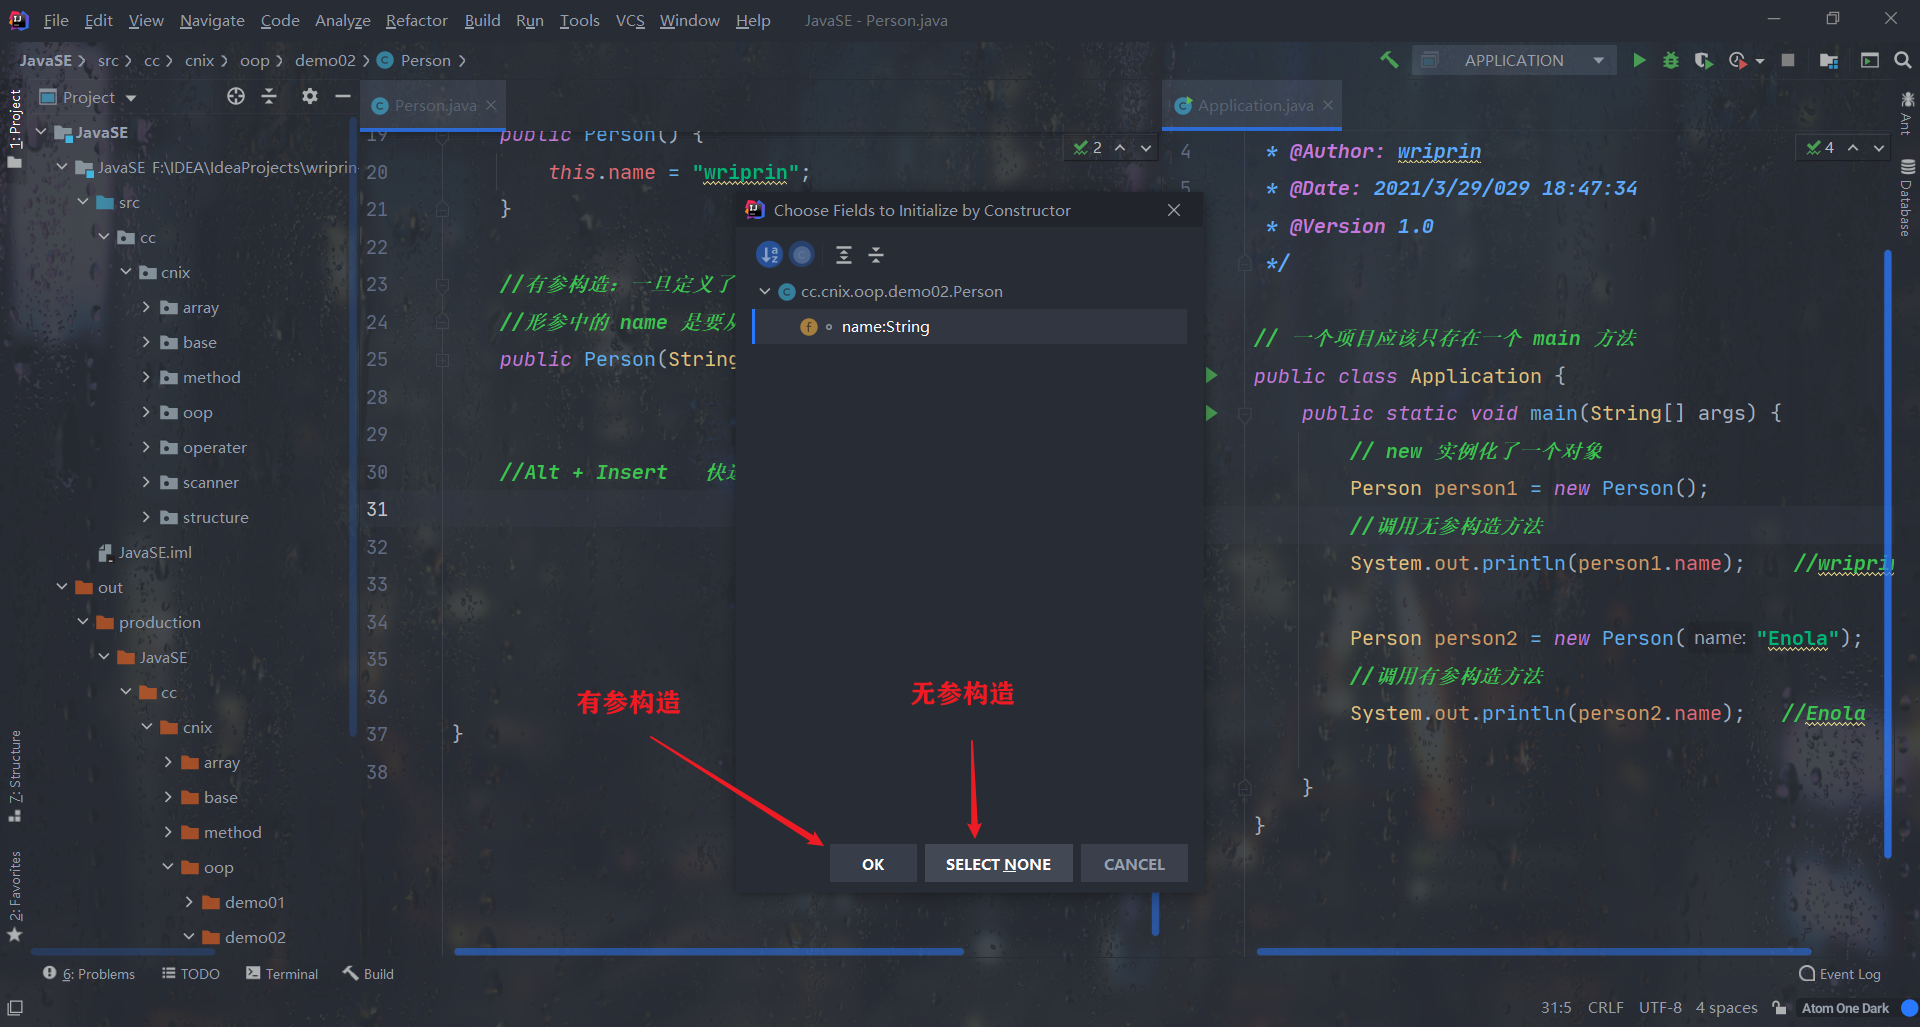 File Edit View Navigate Code Analyze Refactor Build Run Tools VCS Window Help JavaSE - Person.java
JavaSE src cc cnix oop demo02 Person
APPLICATION
1: Project
7: Structure
2: Favorites
Project
JavaSE
JavaSE F:\IDEA\IdeaProjects\wriprin
src
cc
cnix
array
base
method
oop
operater
scanner
structure
JavaSE.iml
out
production
JavaSE
cc
cnix
array
base
method
oop
demo01
demo02
Person.java
2
19 public Person() {
20 this.name = "wriprin";
21 }
22
23 //有参构造：一旦定义了
24 //形参中的 name 是要从
25 public Person(String
28
29
30 //Alt + Insert 快速
31
32
33
34
35
36
37 }
38
Choose Fields to Initialize by Constructor
cc.cnix.oop.demo02.Person
name:String
有参构造
无参构造
OK SELECT NONE CANCEL
Application.java
4
4 * @Author: wriprin
5 * @Date: 2021/3/29/029 18:47:34
* @Version 1.0
*/
// 一个项目应该只存在一个 main 方法
public class Application {
public static void main(String[] args) {
// new 实例化了一个对象
Person person1 = new Person();
//调用无参构造方法
System.out.println(person1.name); //wriprin
Person person2 = new Person( name: "Enola");
//调用有参构造方法
System.out.println(person2.name); //Enola
}
}
Ant
Database
6: Problems TODO Terminal Build Event Log
31:5 CRLF UTF-8 4 spaces Atom One Dark